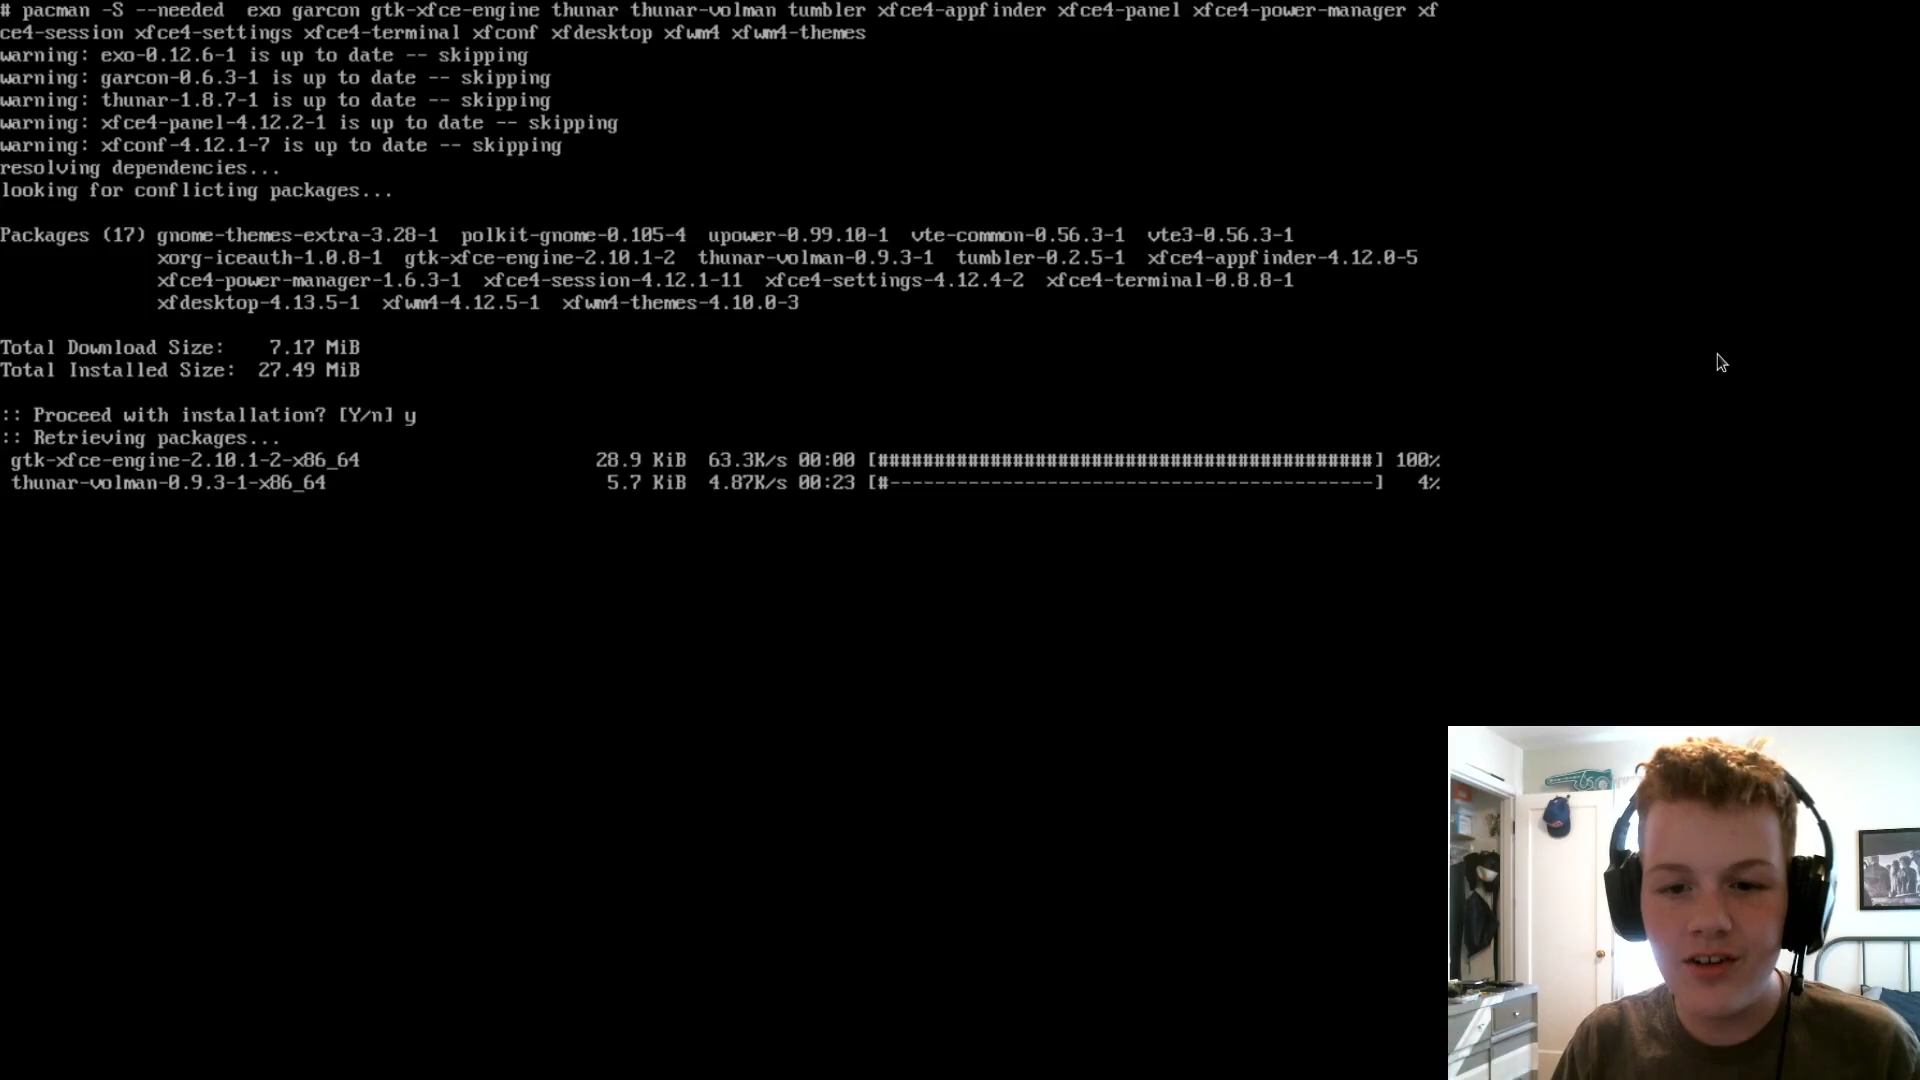 # pacman -S --needed  exo garcon gtk-xfce-engine thunar thunar-volman tumbler xfce4-appfinder xfce4-panel xfce4-power-manager xf
ce4-session xfce4-settings xfce4-terminal xfconf xfdesktop xfwm4 xfwm4-themes
warning: exo-0.12.6-1 is up to date -- skipping
warning: garcon-0.6.3-1 is up to date -- skipping
warning: thunar-1.8.7-1 is up to date -- skipping
warning: xfce4-panel-4.12.2-1 is up to date -- skipping
warning: xfconf-4.12.1-7 is up to date -- skipping
resolving dependencies...
looking for conflicting packages...
Packages (17) gnome-themes-extra-3.28-1  polkit-gnome-0.105-4  upower-0.99.10-1  vte-common-0.56.3-1  vte3-0.56.3-1
xorg-iceauth-1.0.8-1  gtk-xfce-engine-2.10.1-2  thunar-volman-0.9.3-1  tumbler-0.2.5-1  xfce4-appfinder-4.12.0-5
xfce4-power-manager-1.6.3-1  xfce4-session-4.12.1-11  xfce4-settings-4.12.4-2  xfce4-terminal-0.8.8-1
xfdesktop-4.13.5-1  xfwm4-4.12.5-1  xfwm4-themes-4.10.0-3
Total Download Size:    7.17 MiB
Total Installed Size:  27.49 MiB
:: Proceed with installation? [Y/n] y
:: Retrieving packages...
gtk-xfce-engine-2.10.1-2-x86_64 28.9 KiB  63.3K/s 00:00 [############################################] 100%
thunar-volman-0.9.3-1-x86_64 5.7 KiB  4.87K/s 00:23 [#-------------------------------------------]   4%